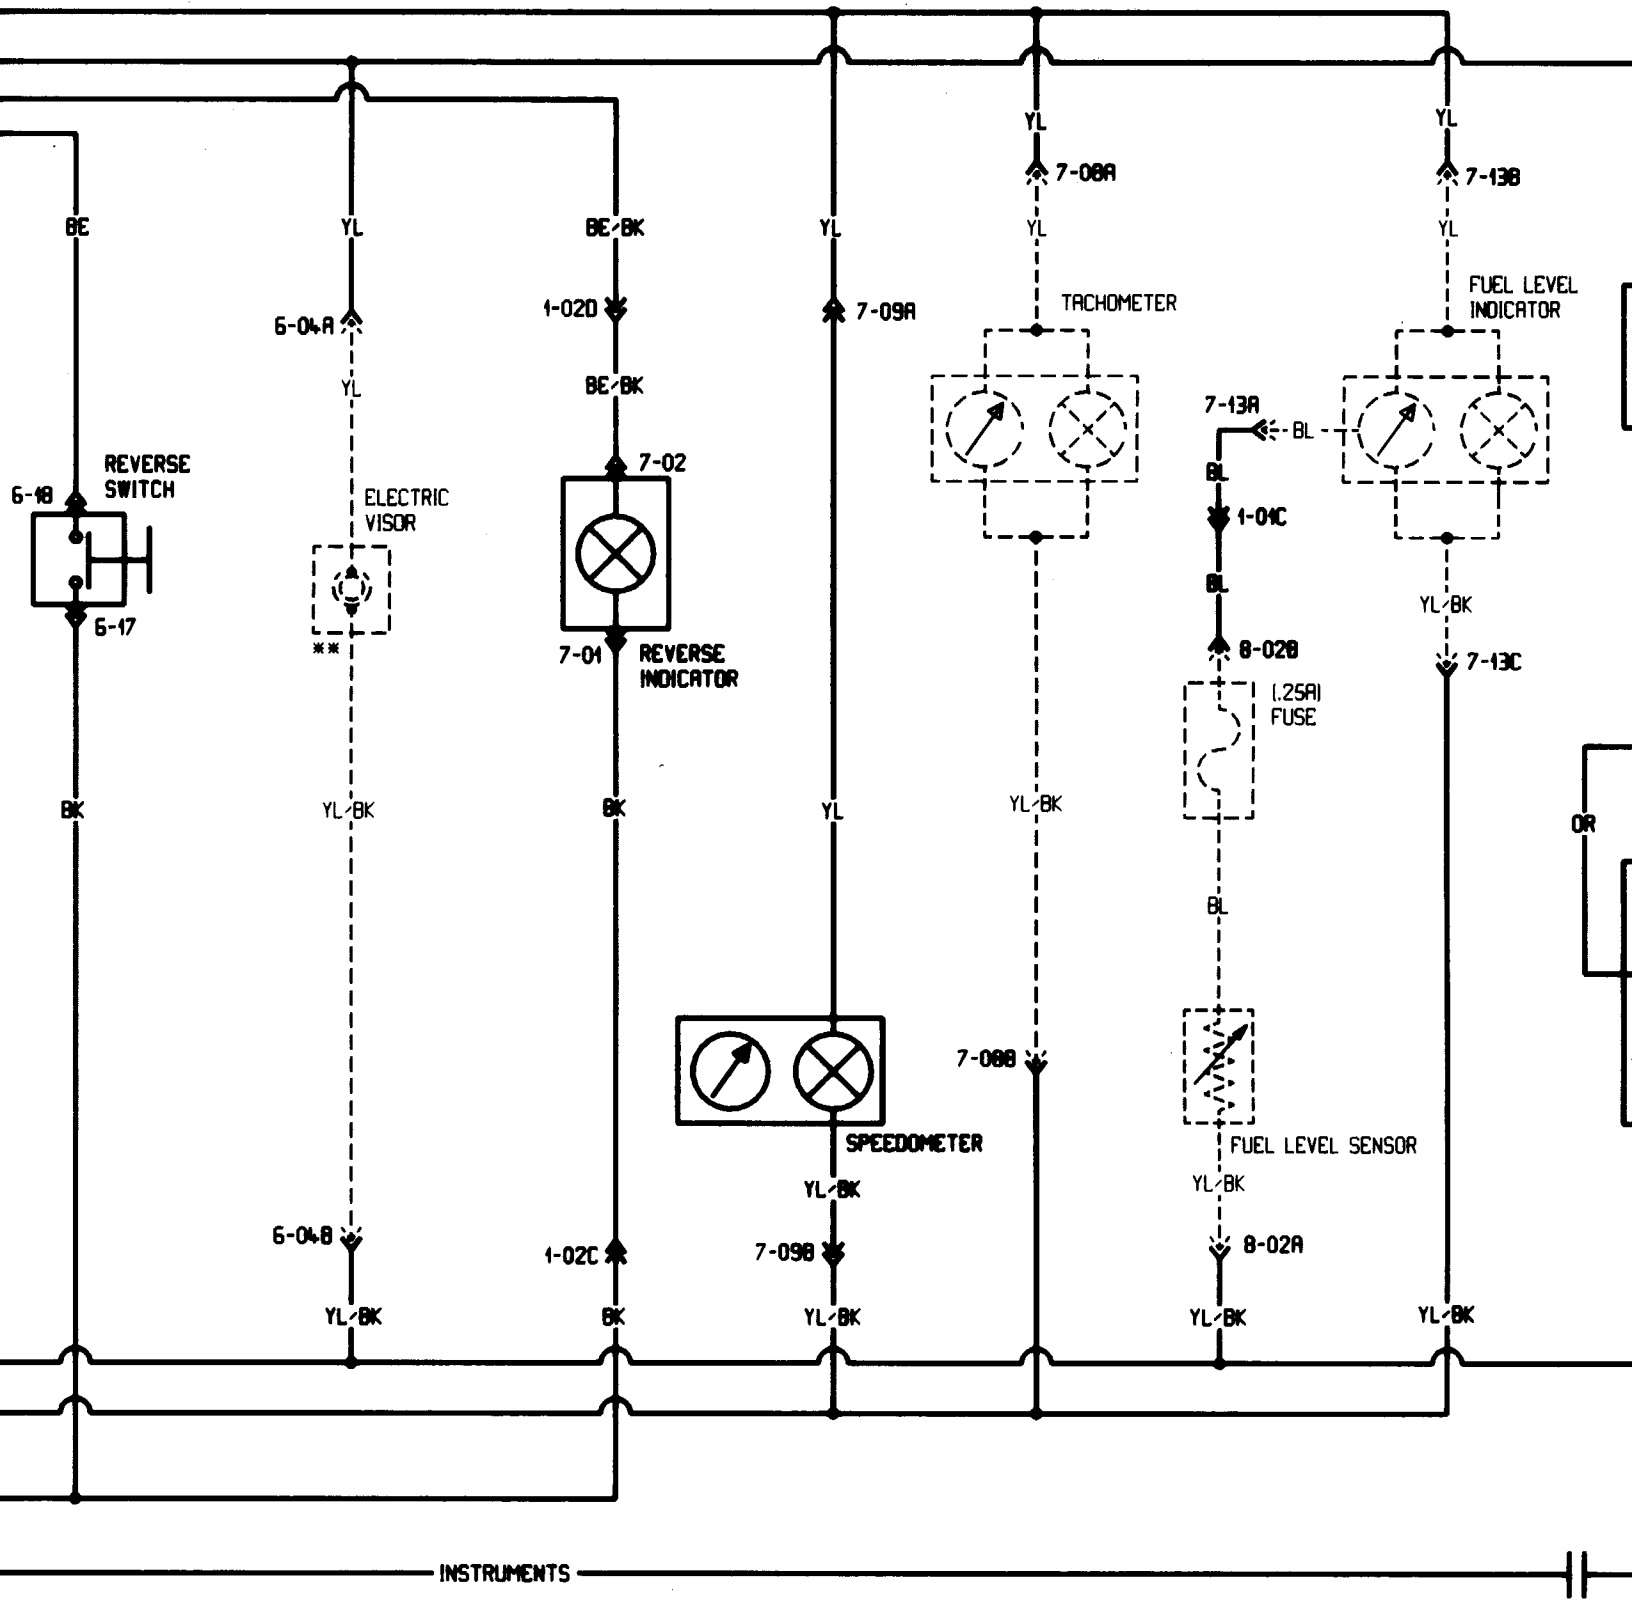 YL
YL
7-08A
7-13B
BE
YL
BE/BK
YL
YL
YL
FUEL LEVEL
INDICATOR
TACHOMETER
1-02D
7-09A
6-04A
YL
BE/BK
7-13A
BL
REVERSE
SWITCH
7-02
BL
6-18
ELECTRIC
VISOR
1-01C
BL
YL/BK
6-17
**
7-01
REVERSE
INDICATOR
8-02B
7-13C
(.25A)
FUSE
BK
YL/BK
BK
YL
YL/BK
OR
BL
7-08B
SPEEDOMETER
FUEL LEVEL SENSOR
YL/BK
YL/BK
6-04B
1-02C
7-09B
8-02A
YL/BK
BK
YL/BK
YL/BK
YL/BK
INSTRUMENTS